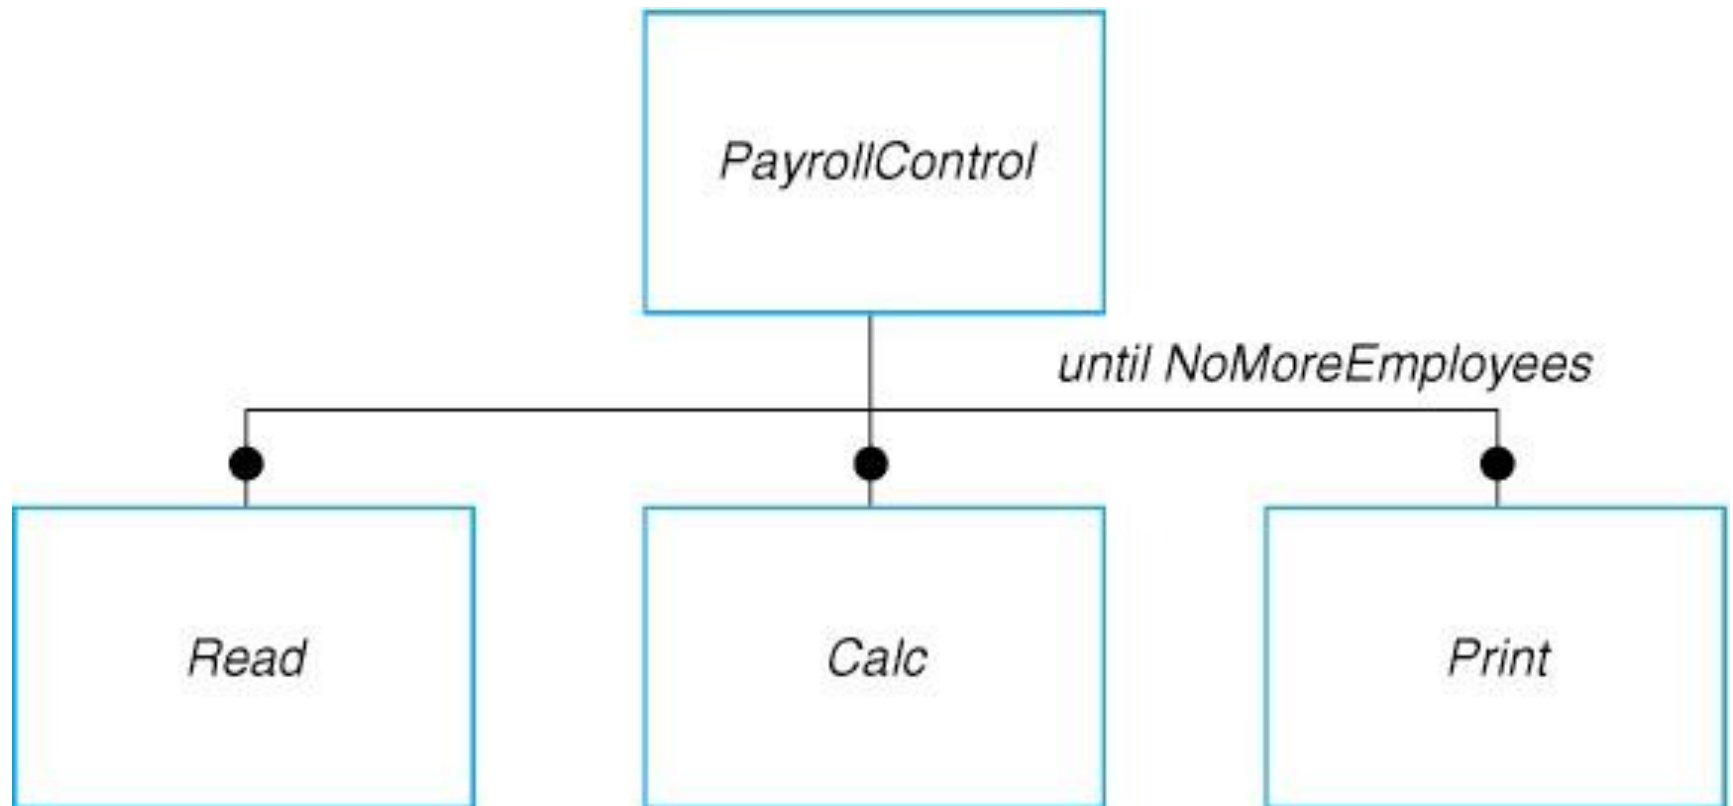 PayrollControl
until NoMoreEmployees
Read
Calc
Print